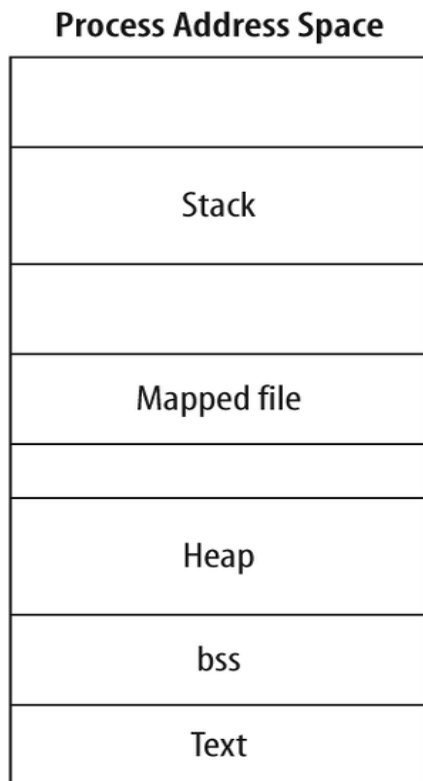 Process Address Space
Stack
Mapped file
Heap
bss
Text